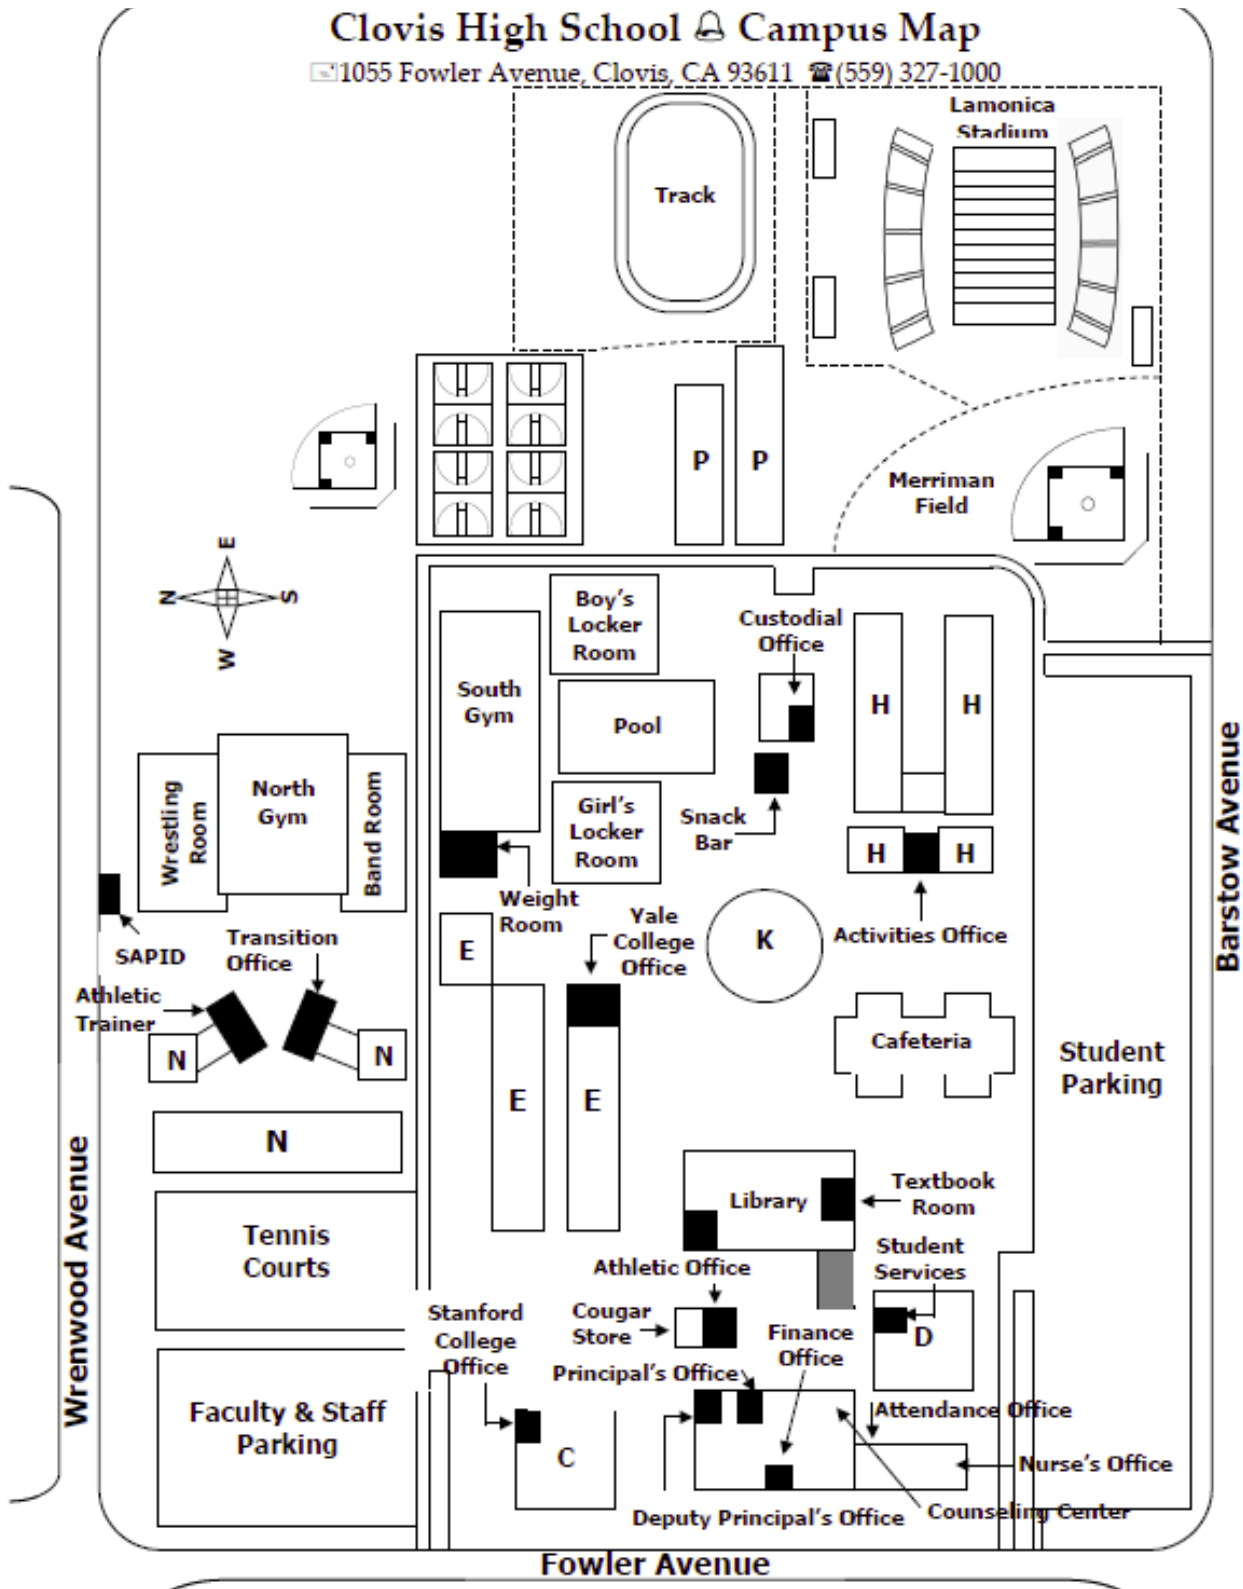 Clovis High School Campus Map
1055 Fowler Avenue, Clovis, CA 93611 ☎(559) 327-1000
Lamonica
Stadium
Track
P
P
Merriman
Field
E
N
S
W
Boy's
Locker
Room
Custodial
Office
South
Gym
Pool
H
H
North
Gym
Wrestling
Room
Band Room
Girl's
Locker
Room
Snack
Bar
H
H
Barstow Avenue
Weight
Room
Yale
College
Office
E
K
Activities Office
SAPID
Transition
Office
Athletic
Trainer
N
N
Cafeteria
Student
Parking
E
E
N
Wrenwood Avenue
Library
Textbook
Room
Tennis
Courts
Student
Services
Athletic Office
Stanford
College
Office
Cougar
Store
Finance
Office
D
Principal's Office
Faculty & Staff
Parking
Attendance Office
C
Nurse's Office
Deputy Principal's Office
Counseling Center
Fowler Avenue